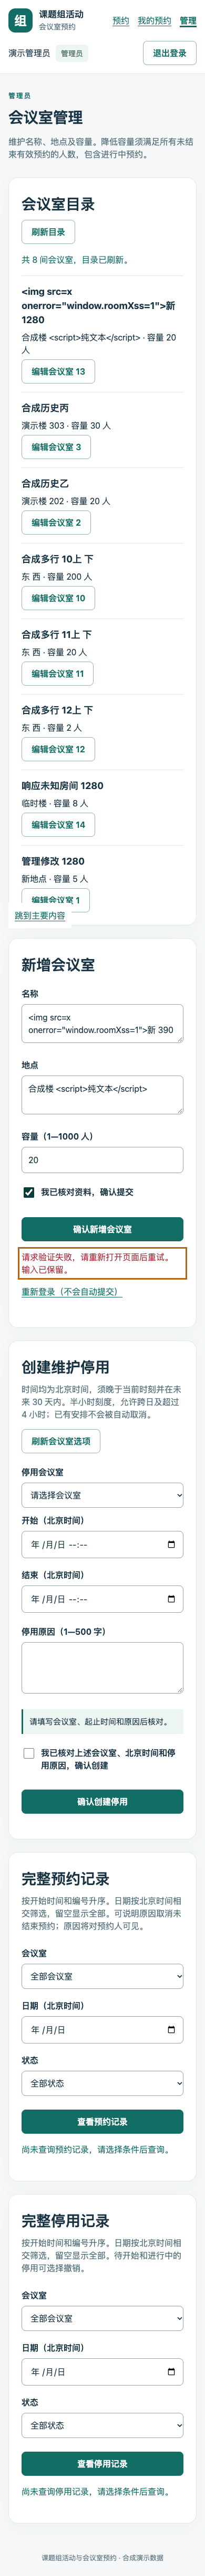 组
课题组活动
会议室预约
预约 我的预约 管理
演示管理员 管理员 退出登录
管理员
会议室管理
维护名称、地点及容量。降低容量须满足所有未结
束有效预约的人数，包含进行中预约。
会议室目录
刷新目录
共 8 间会议室，目录已刷新。
<img src=x
onerror="window.roomXss=1">新
1280
合成楼 <script>纯文本</script> · 容量 20
人
编辑会议室 13
合成历史丙
演示楼 303 · 容量 30 人
编辑会议室 3
合成历史乙
演示楼 202 · 容量 20 人
编辑会议室 2
合成多行 10上 下
东 西 · 容量 200 人
编辑会议室 10
合成多行 11上 下
东 西 · 容量 20 人
编辑会议室 11
合成多行 12上 下
东 西 · 容量 2 人
编辑会议室 12
响应未知房间 1280
临时楼 · 容量 8 人
编辑会议室 14
管理修改 1280
新地点 · 容量 5 人
编辑会议室 1
跳到主要内容
新增会议室
名称
<img src=x
onerror="window.roomXss=1">新 390
地点
合成楼 <script>纯文本</script>
容量（1—1000 人）
20
我已核对资料，确认提交
确认新增会议室
请求验证失败，请重新打开页面后重试。
输入已保留。
重新登录（不会自动提交）
创建维护停用
时间均为北京时间，须晚于当前时刻并在未
来 30 天内。半小时刻度，允许跨日及超过
4 小时；已有安排不会被自动取消。
刷新会议室选项
停用会议室
请选择会议室
开始（北京时间）
年 /月/日 --:--
结束（北京时间）
年 /月/日 --:--
停用原因（1—500 字）
请填写会议室、起止时间和原因后核对。
我已核对上述会议室、北京时间和停
用原因，确认创建
确认创建停用
完整预约记录
按开始时间和编号升序。日期按北京时间相
交筛选，留空显示全部。可说明原因取消未
结束预约；原因将对预约人可见。
会议室
全部会议室
日期（北京时间）
年 /月/日
状态
全部状态
查看预约记录
尚未查询预约记录，请选择条件后查询。
完整停用记录
按开始时间和编号升序。日期按北京时间相
交筛选，留空显示全部。待开始和进行中的
停用可选择撤销。
会议室
全部会议室
日期（北京时间）
年 /月/日
状态
全部状态
查看停用记录
尚未查询停用记录，请选择条件后查询。
课题组活动与会议室预约 · 合成演示数据